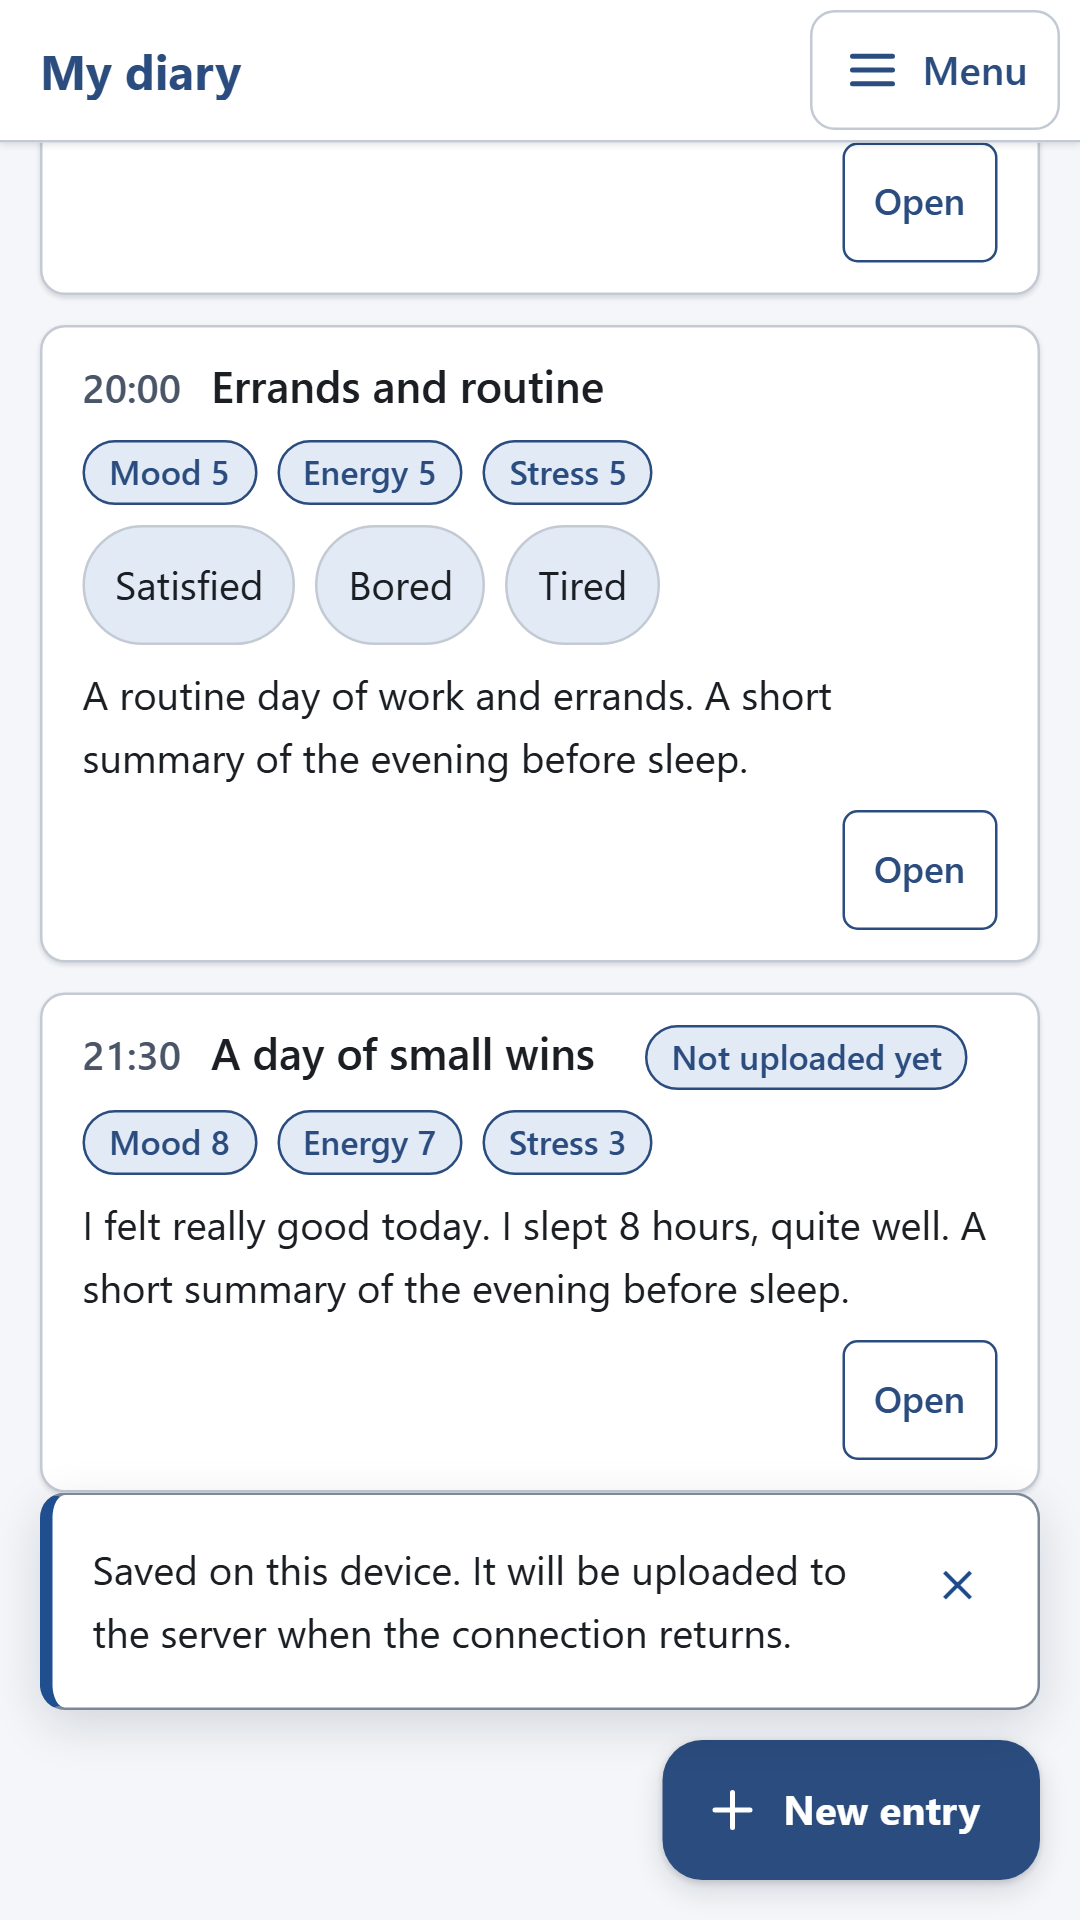 My diary
Menu
Open
20:00 Errands and routine
Mood 5 Energy 5 Stress 5
Satisfied Bored Tired
A routine day of work and errands. A short
summary of the evening before sleep.
Open
21:30 A day of small wins Not uploaded yet
Mood 8 Energy 7 Stress 3
I felt really good today. I slept 8 hours, quite well. A
short summary of the evening before sleep.
Open
Saved on this device. It will be uploaded to
the server when the connection returns.
New entry